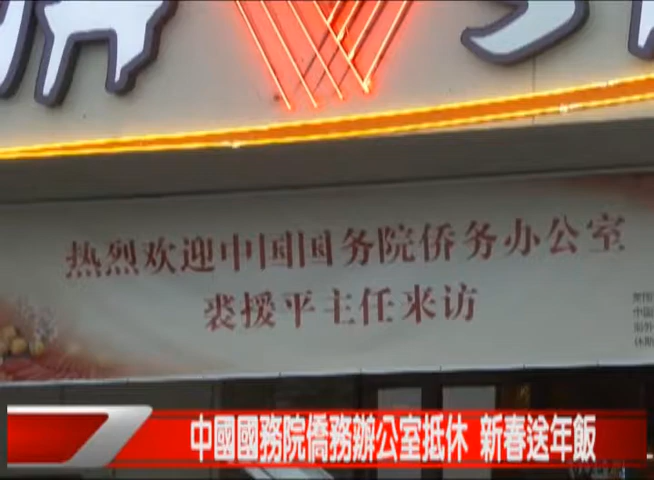 热烈欢迎中国国务院侨务办公室
裘援平主任来访
中國國務院僑務辦公室抵休 新春送年飯